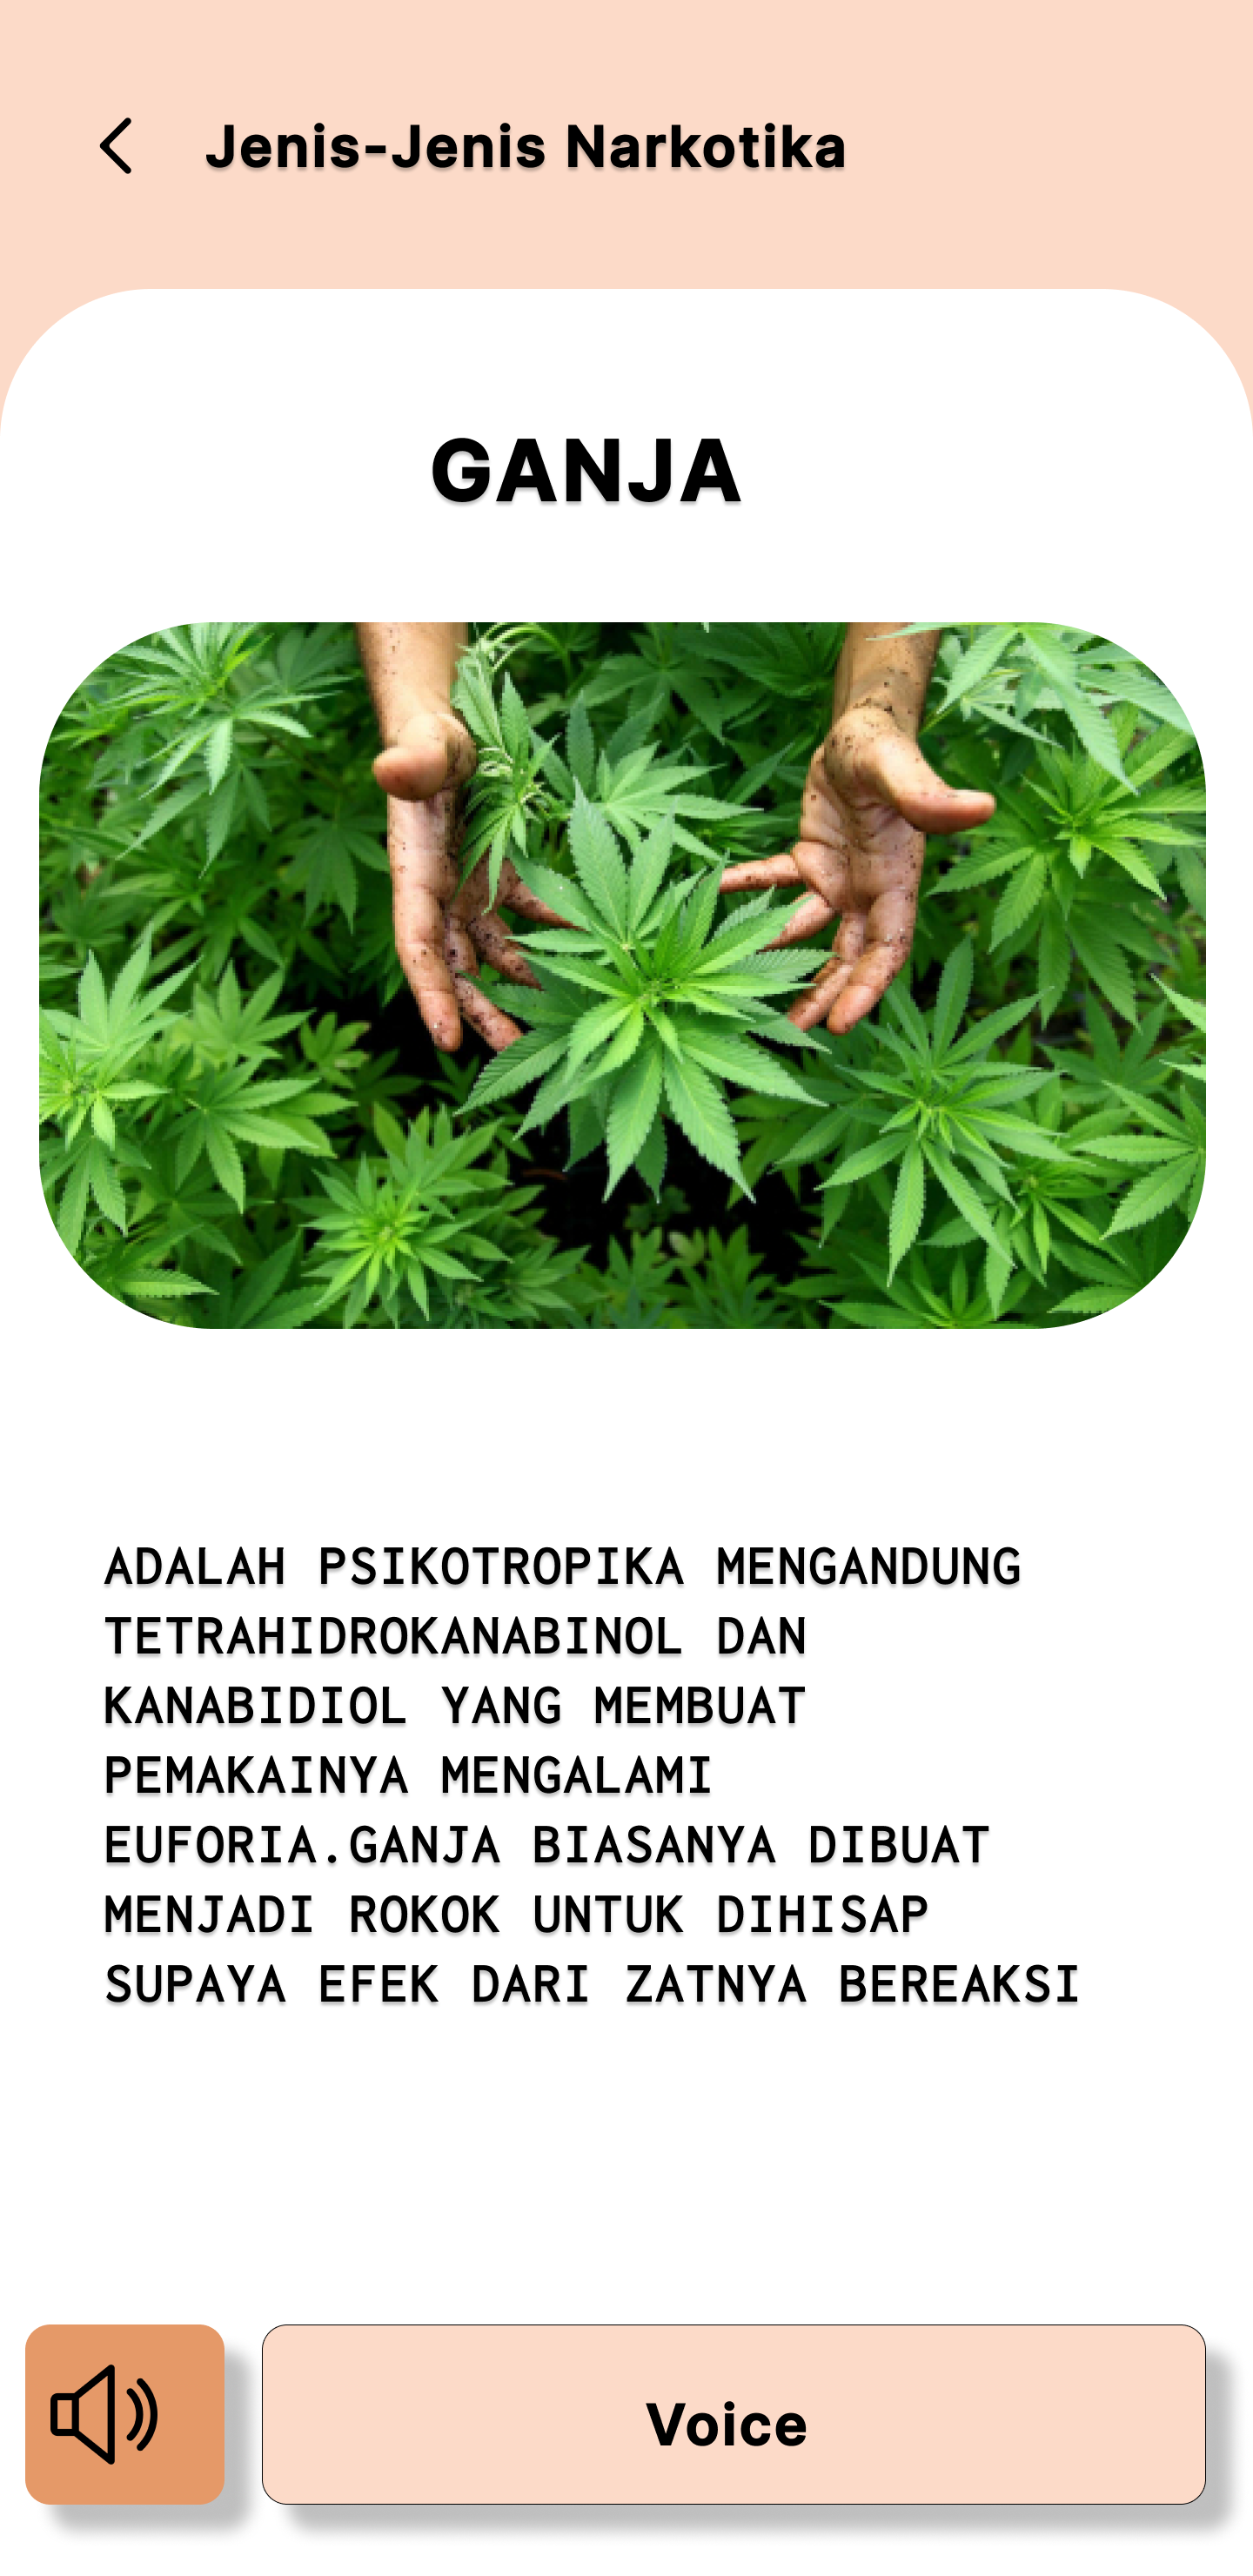 Jenis-Jenis Narkotika
GANJA
ADALAH PSIKOTROPIKA MENGANDUNG
TETRAHIDROKANABINOL DAN
KANABIDIOL YANG MEMBUAT
PEMAKAINYA MENGALAMI
EUFORIA.GANJA BIASANYA DIBUAT
MENJADI ROKOK UNTUK DIHISAP
SUPAYA EFEK DARI ZATNYA BEREAKSI
Voice